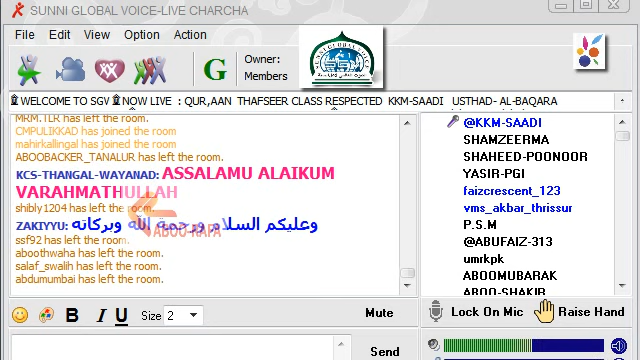 SUNNI GLOBAL VOICE-LIVE CHARCHA
File Edit View Option Action
G Owner:
Members
WELCOME TO SGV NOW LIVE : QUR,AAN THAFSEER CLASS RESPECTED KKM-SAADI USTHAD- AL-BAQARA
MRM.TLR has left the room.
CMPULIKKAD has joined the room
mahirkallingal has joined the room
ABOOBACKER_TANALUR has left the room.
KCS-THANGAL-WAYANAD: ASSALAMU ALAIKUM
VARAHMATHULLAH
shibly1204 has left the room.
ZAKIYYU: وعليكم السلام ورحمة الله وبركاته
ABOO-RAFA
ssf92 has left the room.
aboothwaha has left the room.
salaf_swalih has left the room.
abdumumbai has left the room.
@KKM-SAADI
SHAMZEERMA
SHAHEED-POONOOR
YASIR-PGI
faizcrescent_123
vms_akbar_thrissur
P.S.M
@ABUFAIZ-313
umrkpk
ABOOMUBARAK
ABOO-SHAKIR
B I U Size 2 Mute
Lock On Mic Raise Hand
Send